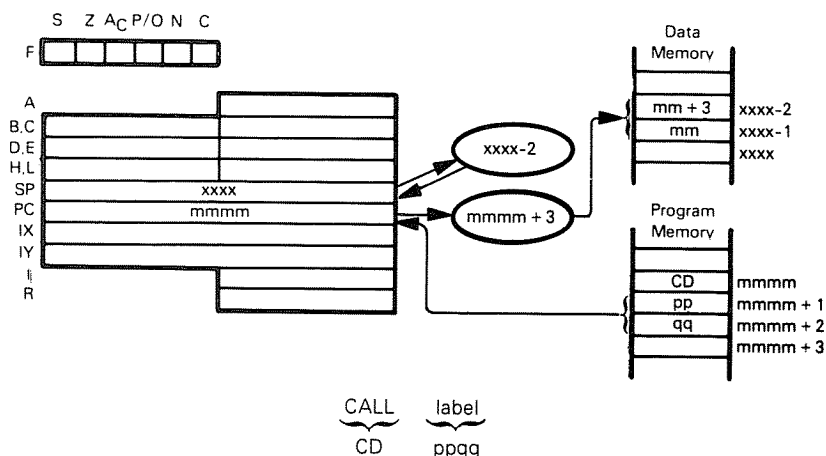 S Z AC P/O N C
F
A
B.C
D.E
H.L
SP
PC
IX
IY
I
R
xxxx
mmmm
xxxx-2
mmmm + 3
Data
Memory
mm + 3 xxxx-2
mm xxxx-1
xxxx
Program
Memory
CD mmmm
pp mmmm + 1
qq mmmm + 2
mmmm + 3
CALL label
CD ppqq